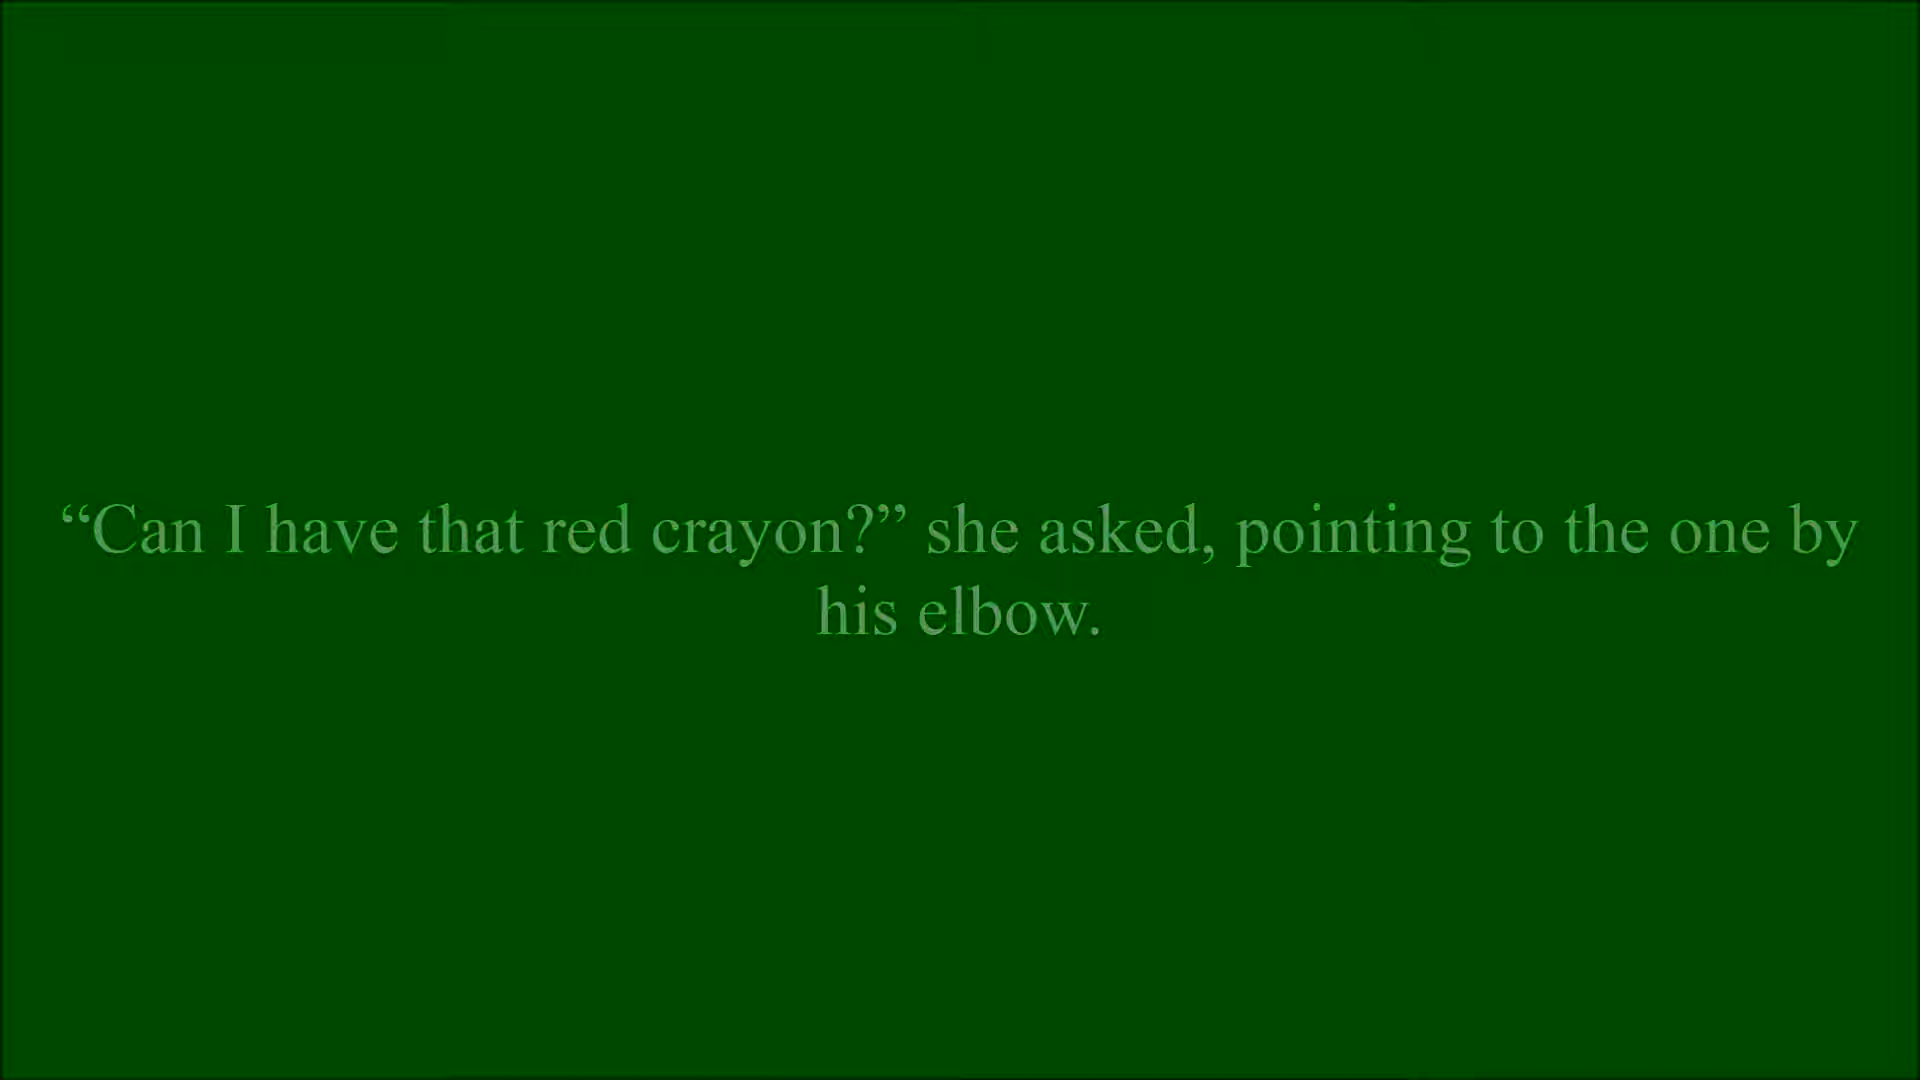 “Can I have that red crayon?” she asked, pointing to the one by
his elbow.